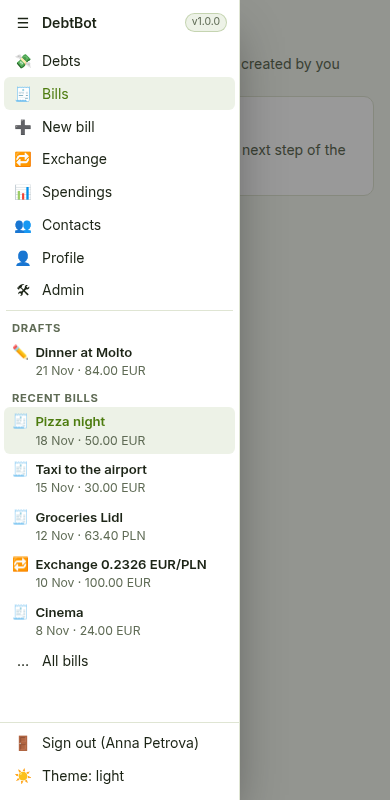 DebtBot
v1.0.0
Debts
Bills
New bill
Exchange
Spendings
Contacts
Profile
Admin
DRAFTS
Dinner at Molto
21 Nov · 84.00 EUR
RECENT BILLS
Pizza night
18 Nov · 50.00 EUR
Taxi to the airport
15 Nov · 30.00 EUR
Groceries Lidl
12 Nov · 63.40 PLN
Exchange 0.2326 EUR/PLN
10 Nov · 100.00 EUR
Cinema
8 Nov · 24.00 EUR
... All bills
Sign out (Anna Petrova)
Theme: light
created by you
next step of the